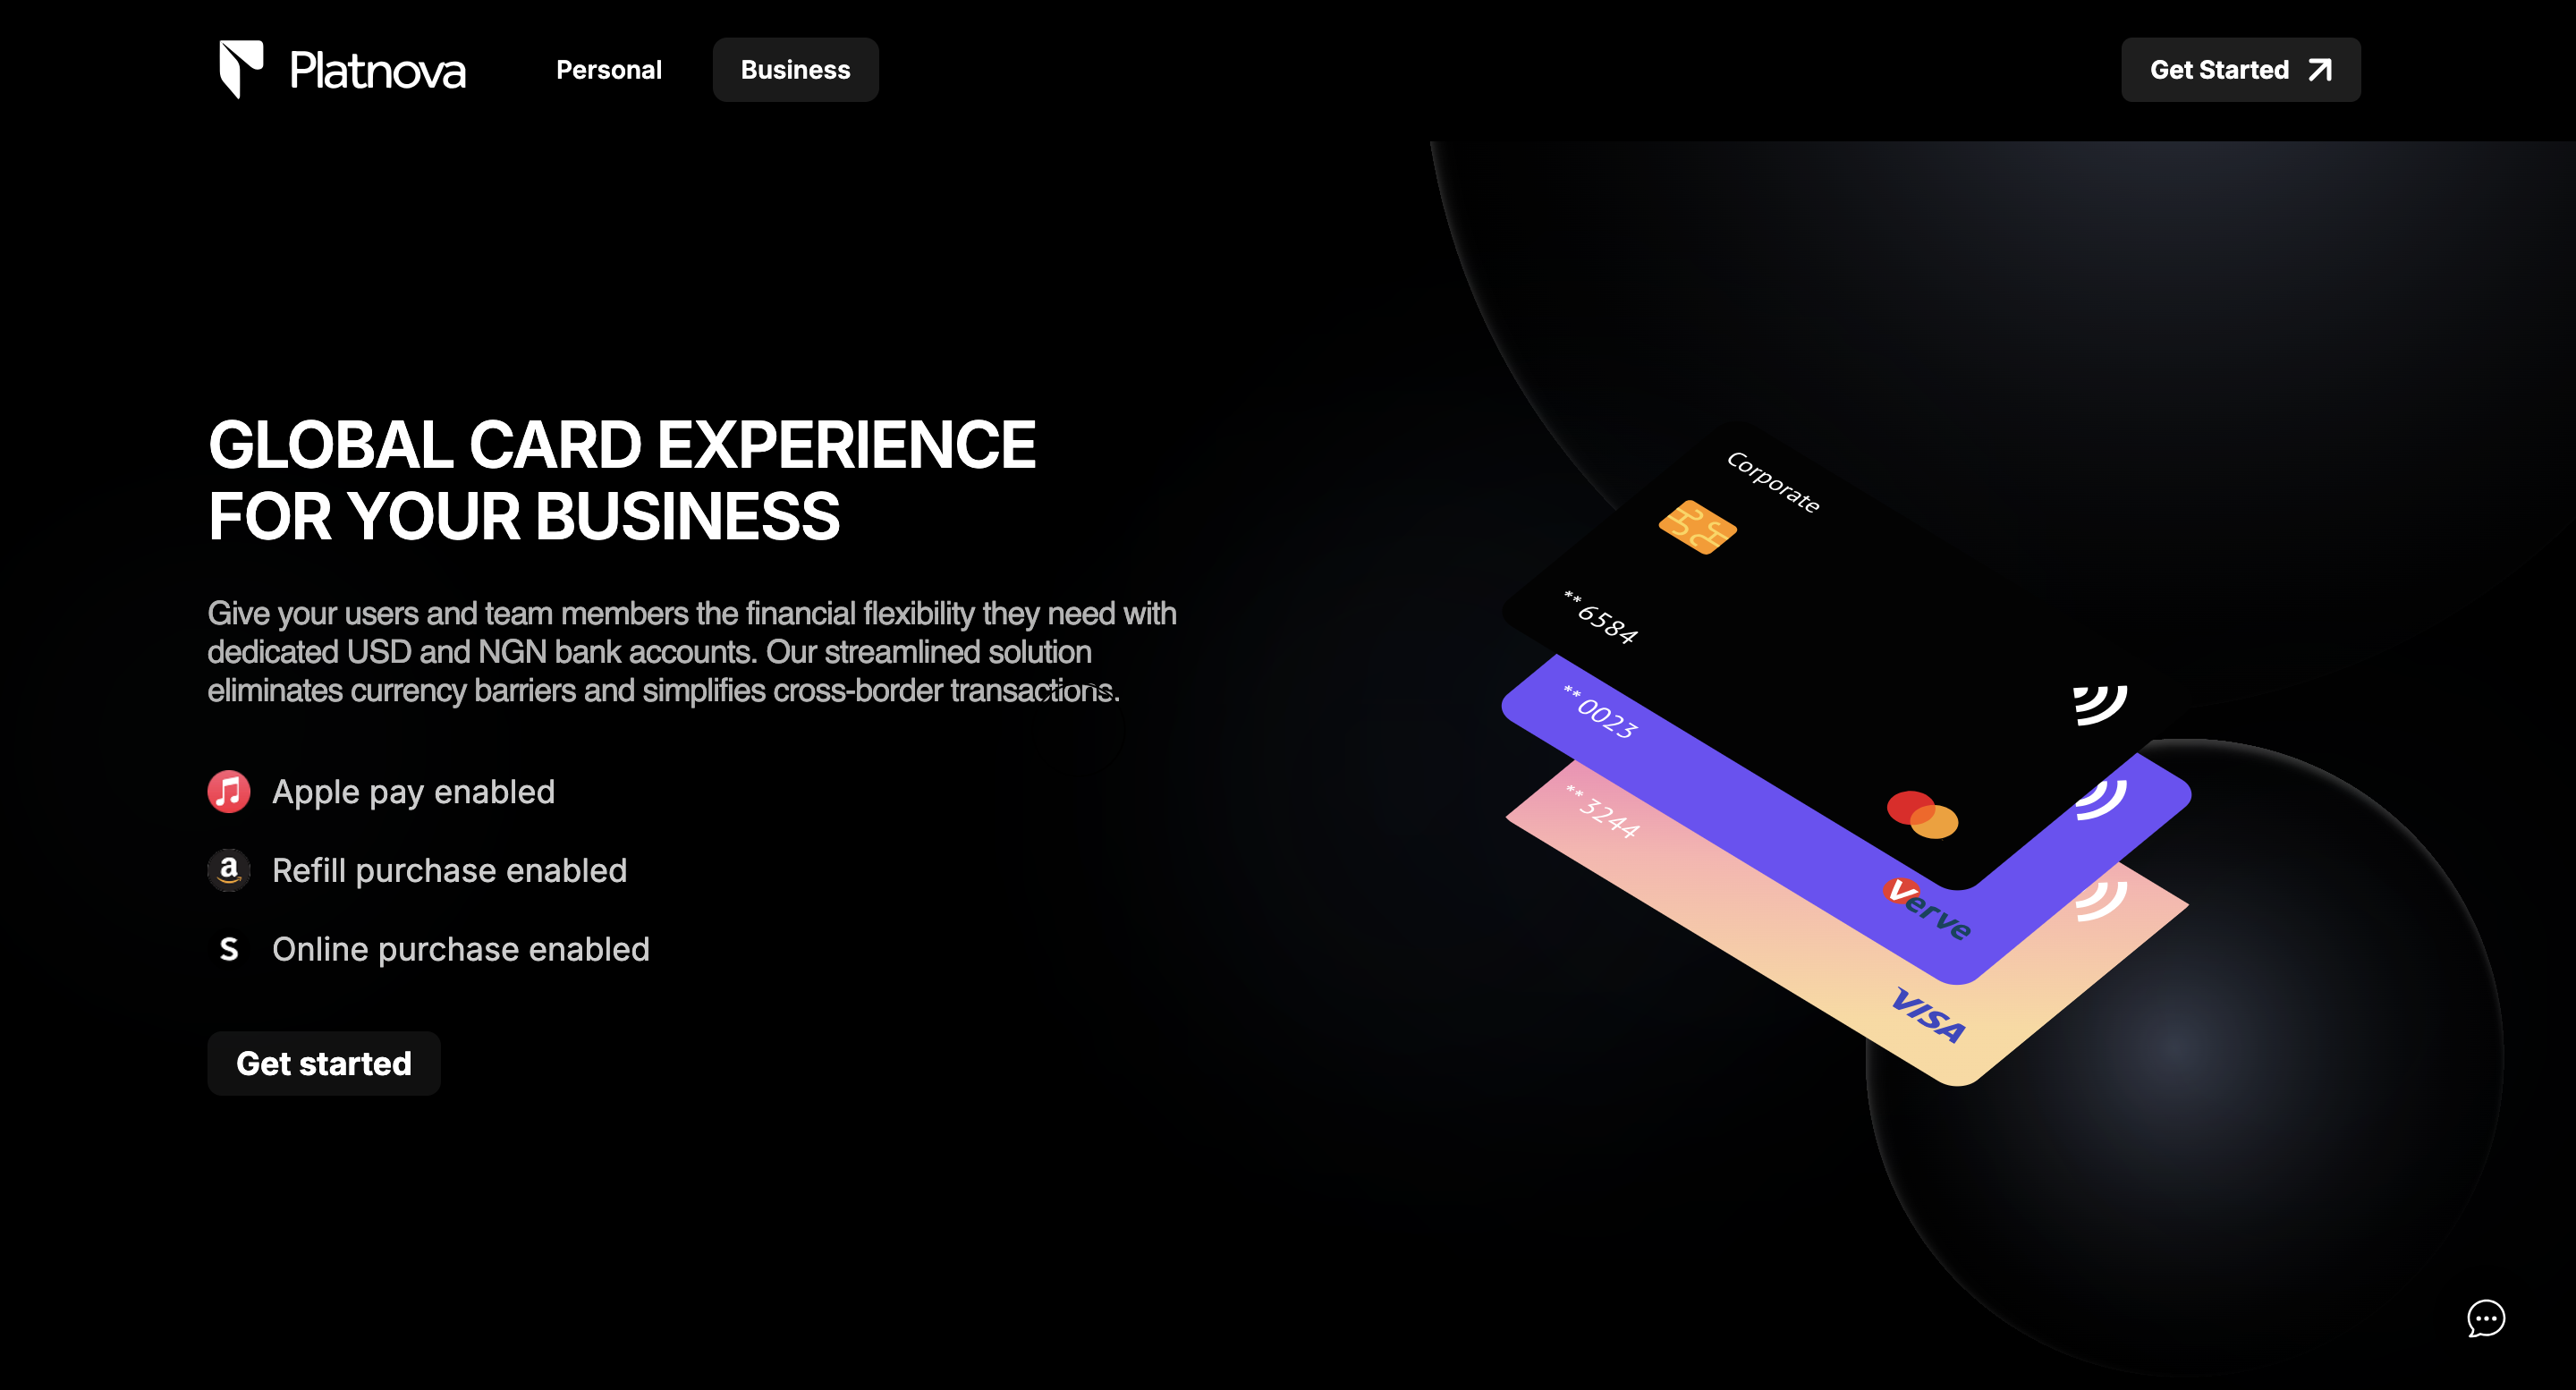 Platnova
Personal
Business
Get Started
GLOBAL CARD EXPERIENCE
FOR YOUR BUSINESS
Give your users and team members the financial flexibility they need with
dedicated USD and NGN bank accounts. Our streamlined solution
eliminates currency barriers and simplifies cross-border transactions.
Apple pay enabled
a
Refill purchase enabled
S
Online purchase enabled
Get started
Corporate
**6584
**0023
Verve
**3244
VISA